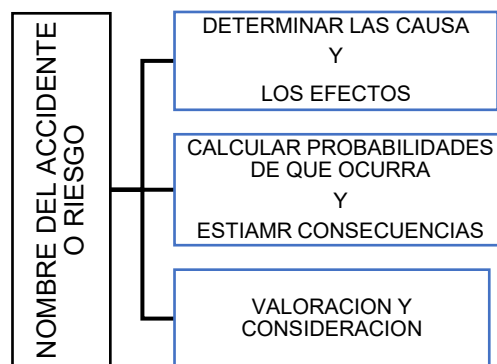 NOMBRE DEL ACCIDENTE
O RIESGO
DETERMINAR LAS CAUSA
Y
LOS EFECTOS
CALCULAR PROBABILIDADES
DE QUE OCURRA
Y
ESTIAMR CONSECUENCIAS
VALORACION Y
CONSIDERACION